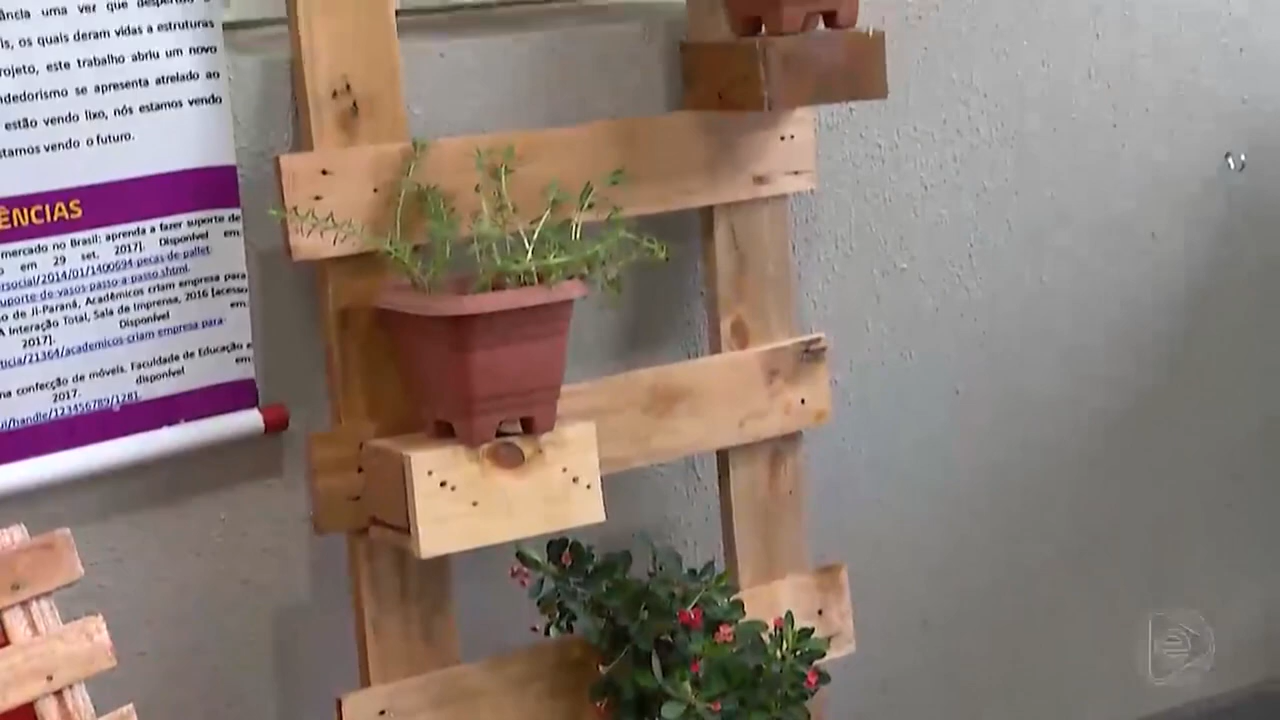 ância uma vez que
is, os quais deram vidas a estruturas
rojeto, este trabalho abriu um novo
ndedorismo se apresenta atrelado ao
estão vendo lixo, nós estamos vendo
stamos vendo o futuro.
ÊNCIAS
mercado no Brasil; aprenda a fazer suporte de
o em 29 set. 2017]. Disponível em:
ersocial/2014/01/1400694-pecas-de-pallet-
suporte-de-vasos-passo-a-passo.shtml.
o de Ji-Paraná, Acadêmicos criam empresa para
A Interação Total, Sala de Imprensa, 2016 [acesso
2017]. Disponível em:
ticia/21364/academicos-criam-empresa-para-
na confecção de móveis. Faculdade de Educação e
2017. disponível em:
ui/handle/123456789/1281.